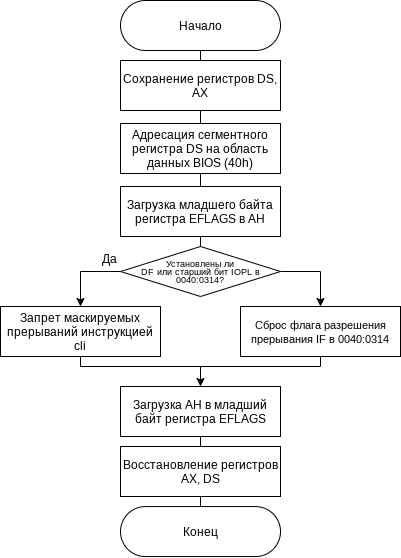 Начало
Сохранение регистров DS,
AX
Адресация сегментного
регистра DS на область
данных BIOS (40h)
Загрузка младшего байта
регистра EFLAGS в AH
Да
Установлены ли
DF или старший бит IOPL в
0040:0314?
Запрет маскируемых
прерываний инструкцией
cli
Сброс флага разрешения
прерывания IF в 0040:0314
Загрузка AH в младший
байт регистра EFLAGS
Восстановление регистров
AX, DS
Конец